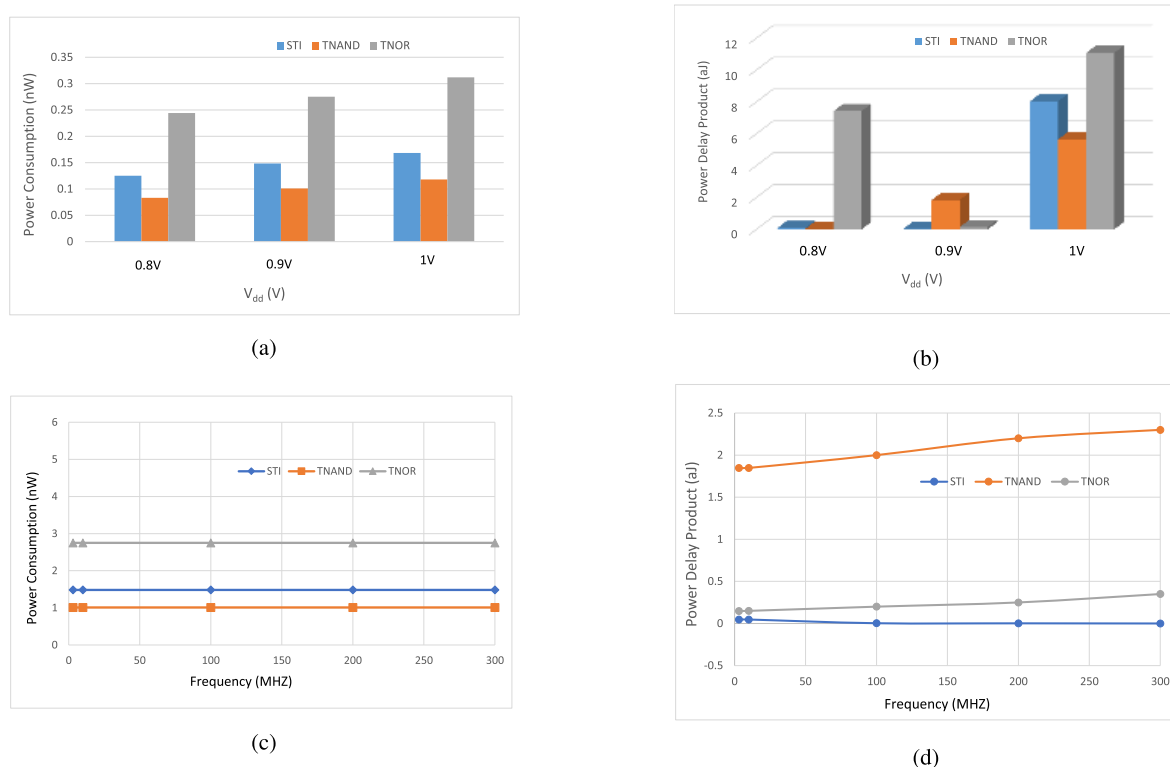 STI TNAND TNOR
Power Consumption (nW)
0.35
0.3
0.25
0.2
0.15
0.1
0.05
0
0.8V 0.9V 1V
Vdd (V)
(a)
STI TNAND TNOR
Power Delay Product (aJ)
12
10
8
6
4
2
0
0.8V 0.9V 1V
Vdd (V)
(b)
Power Consumption (nW)
6
5
4
3
2
1
0
STI TNAND TNOR
0 50 100 150 200 250 300
Frequency (MHZ)
(c)
Power Delay Product (aJ)
2.5
2
1.5
1
0.5
0
-0.5
STI TNAND TNOR
0 50 100 150 200 250 300
Frequency (MHZ)
(d)